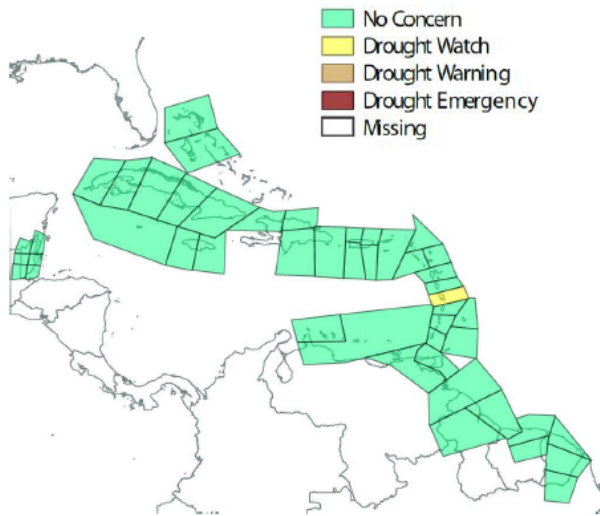 No Concern
Drought Watch
Drought Warning
Drought Emergency
Missing